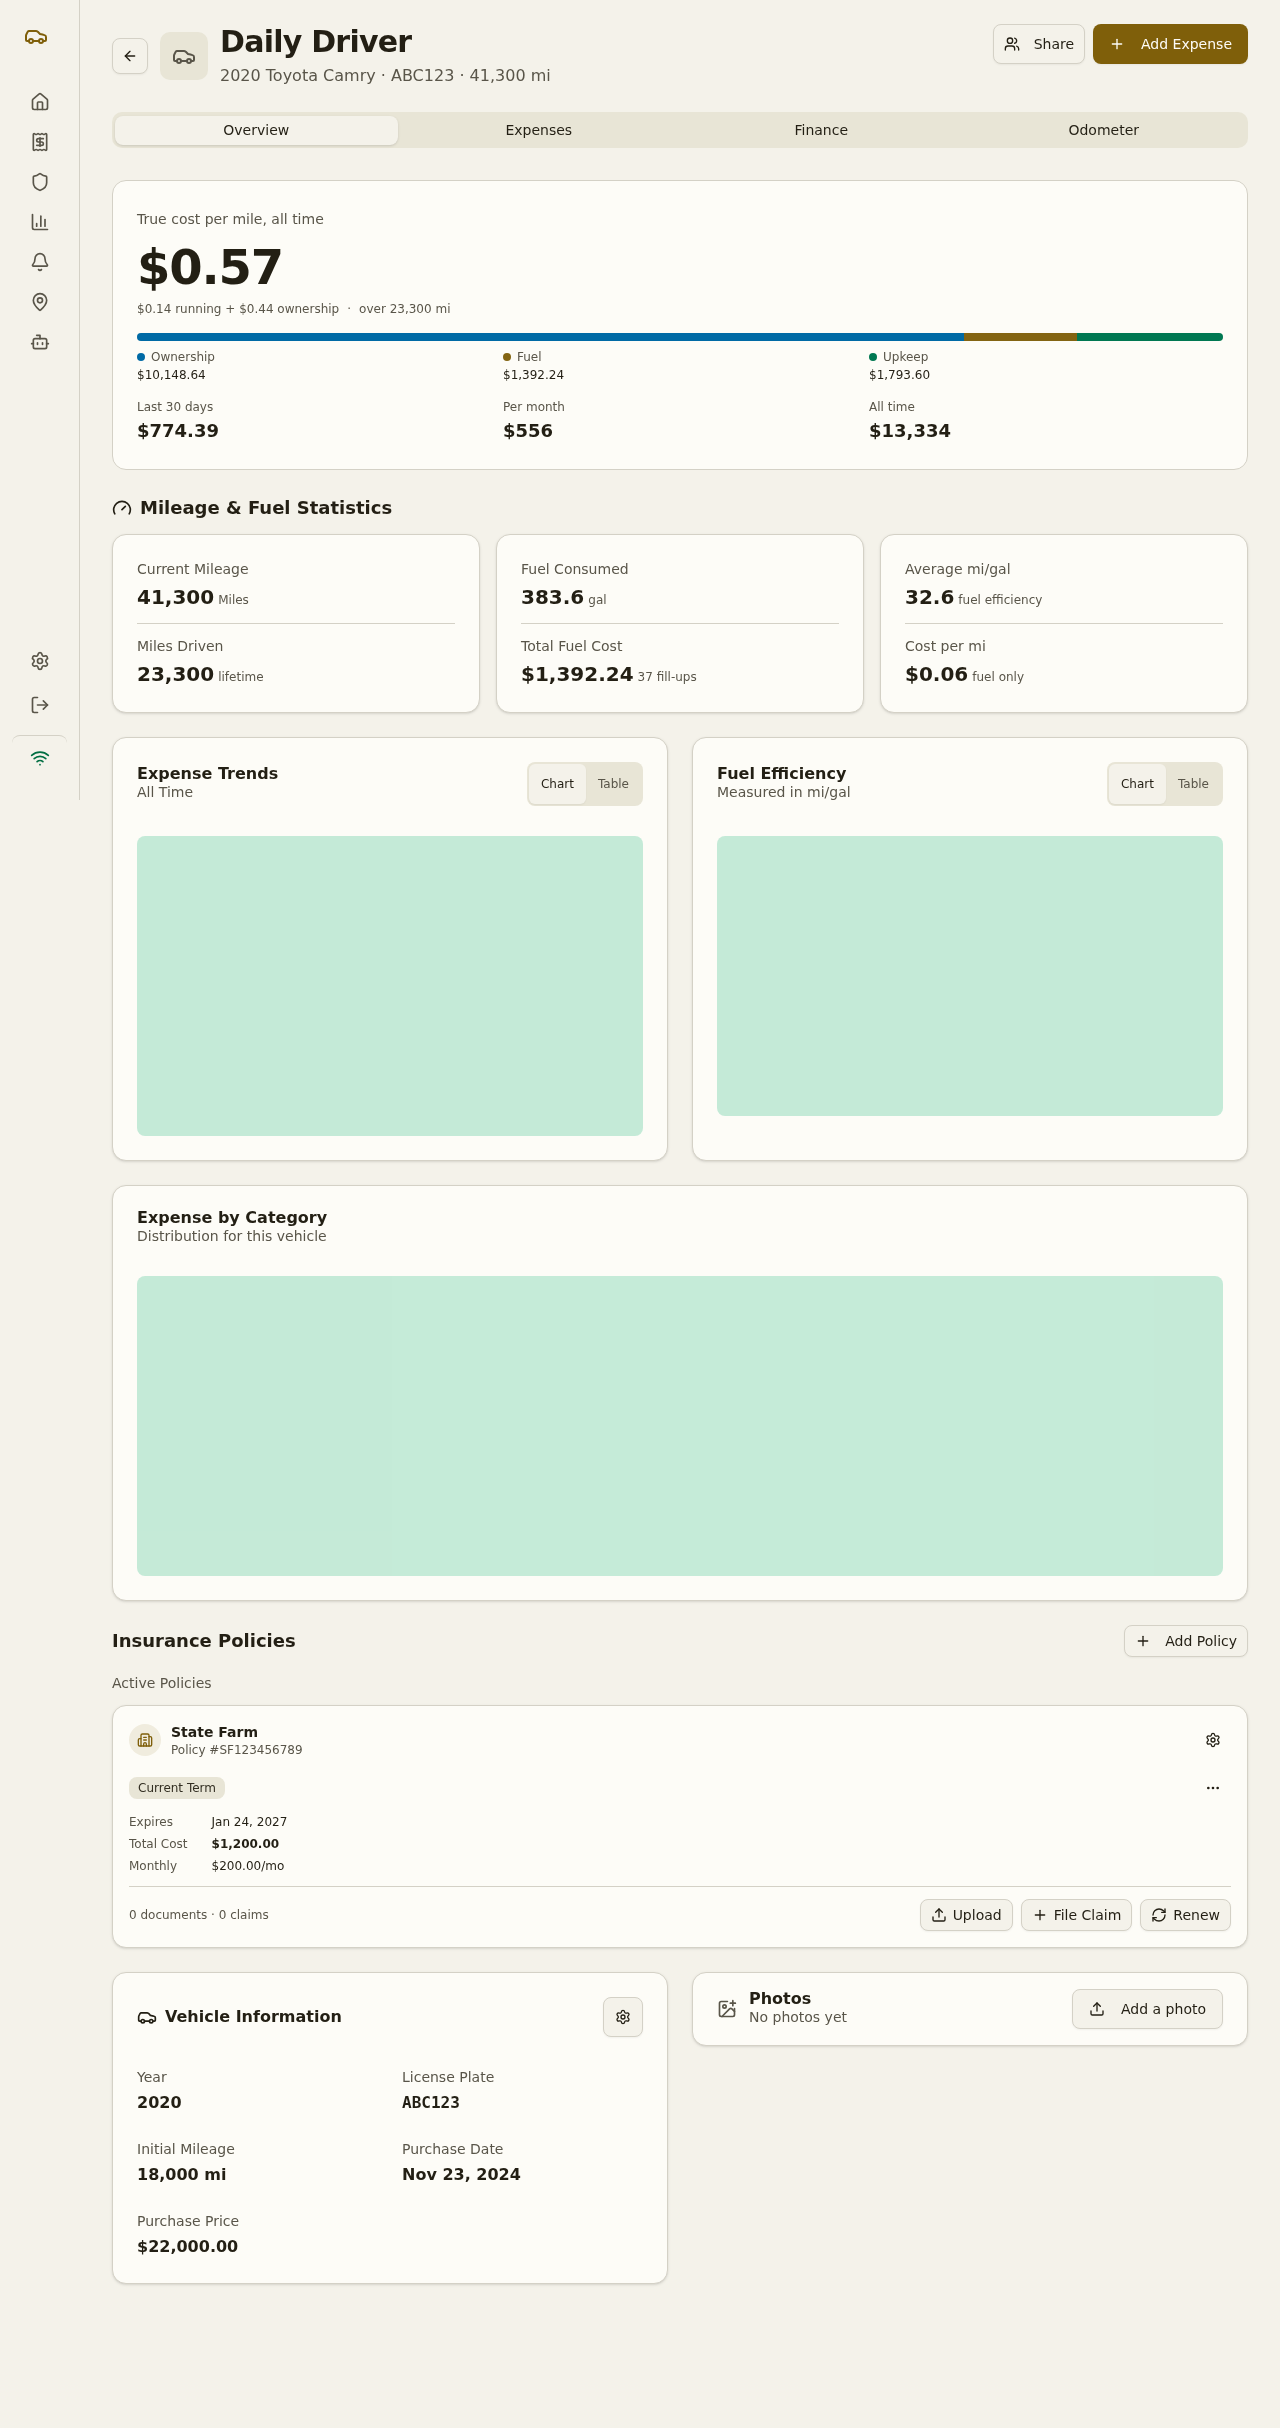 Daily Driver
2020 Toyota Camry · ABC123 · 41,300 mi
Share
Add Expense
Overview
Expenses
Finance
Odometer
True cost per mile, all time
$0.57
$0.14 running + $0.44 ownership · over 23,300 mi
Ownership
$10,148.64
Fuel
$1,392.24
Upkeep
$1,793.60
Last 30 days
$774.39
Per month
$556
All time
$13,334
Mileage & Fuel Statistics
Current Mileage
41,300 Miles
Miles Driven
23,300 lifetime
Fuel Consumed
383.6 gal
Total Fuel Cost
$1,392.24 37 fill-ups
Average mi/gal
32.6 fuel efficiency
Cost per mi
$0.06 fuel only
Expense Trends
All Time
Chart
Table
Fuel Efficiency
Measured in mi/gal
Chart
Table
Expense by Category
Distribution for this vehicle
Insurance Policies
Add Policy
Active Policies
State Farm
Policy #SF123456789
Current Term
Expires Jan 24, 2027
Total Cost $1,200.00
Monthly $200.00/mo
0 documents · 0 claims
Upload
File Claim
Renew
Vehicle Information
Year
2020
License Plate
ABC123
Initial Mileage
18,000 mi
Purchase Date
Nov 23, 2024
Purchase Price
$22,000.00
Photos
No photos yet
Add a photo